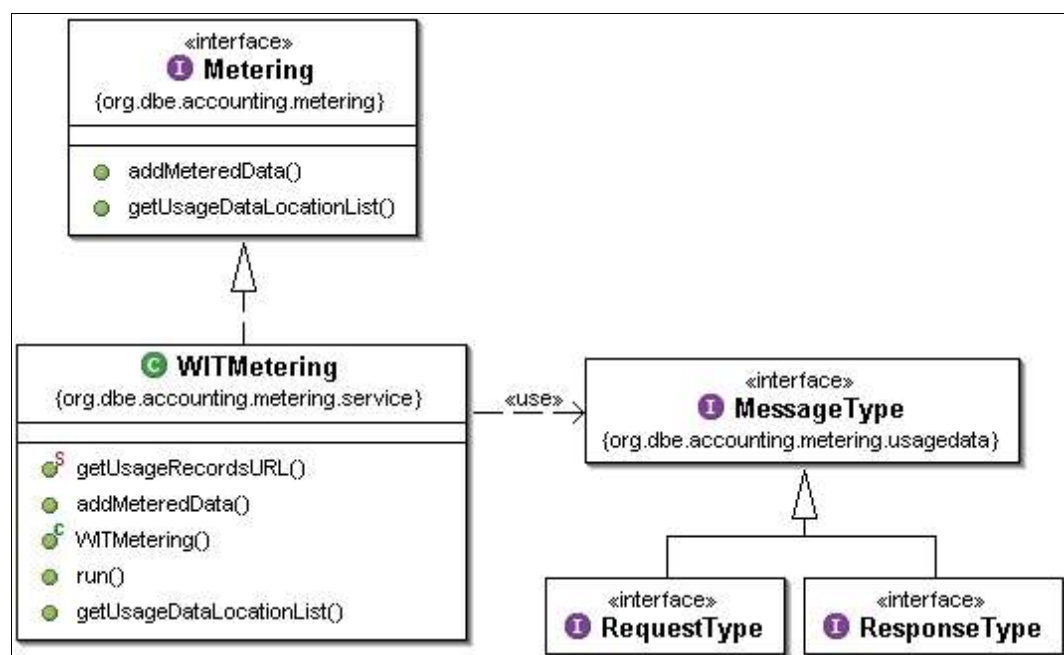 «interface»
I Metering
{org.dbe.accounting.metering}
addMeteredData()
getUsageDataLocationList()
C WITMetering
{org.dbe.accounting.metering.service}
S getUsageRecordsURL()
addMeteredData()
C WITMetering()
run()
getUsageDataLocationList()
«use»
«interface»
I MessageType
{org.dbe.accounting.metering.usagedata}
«interface»
I RequestType
«interface»
I ResponseType